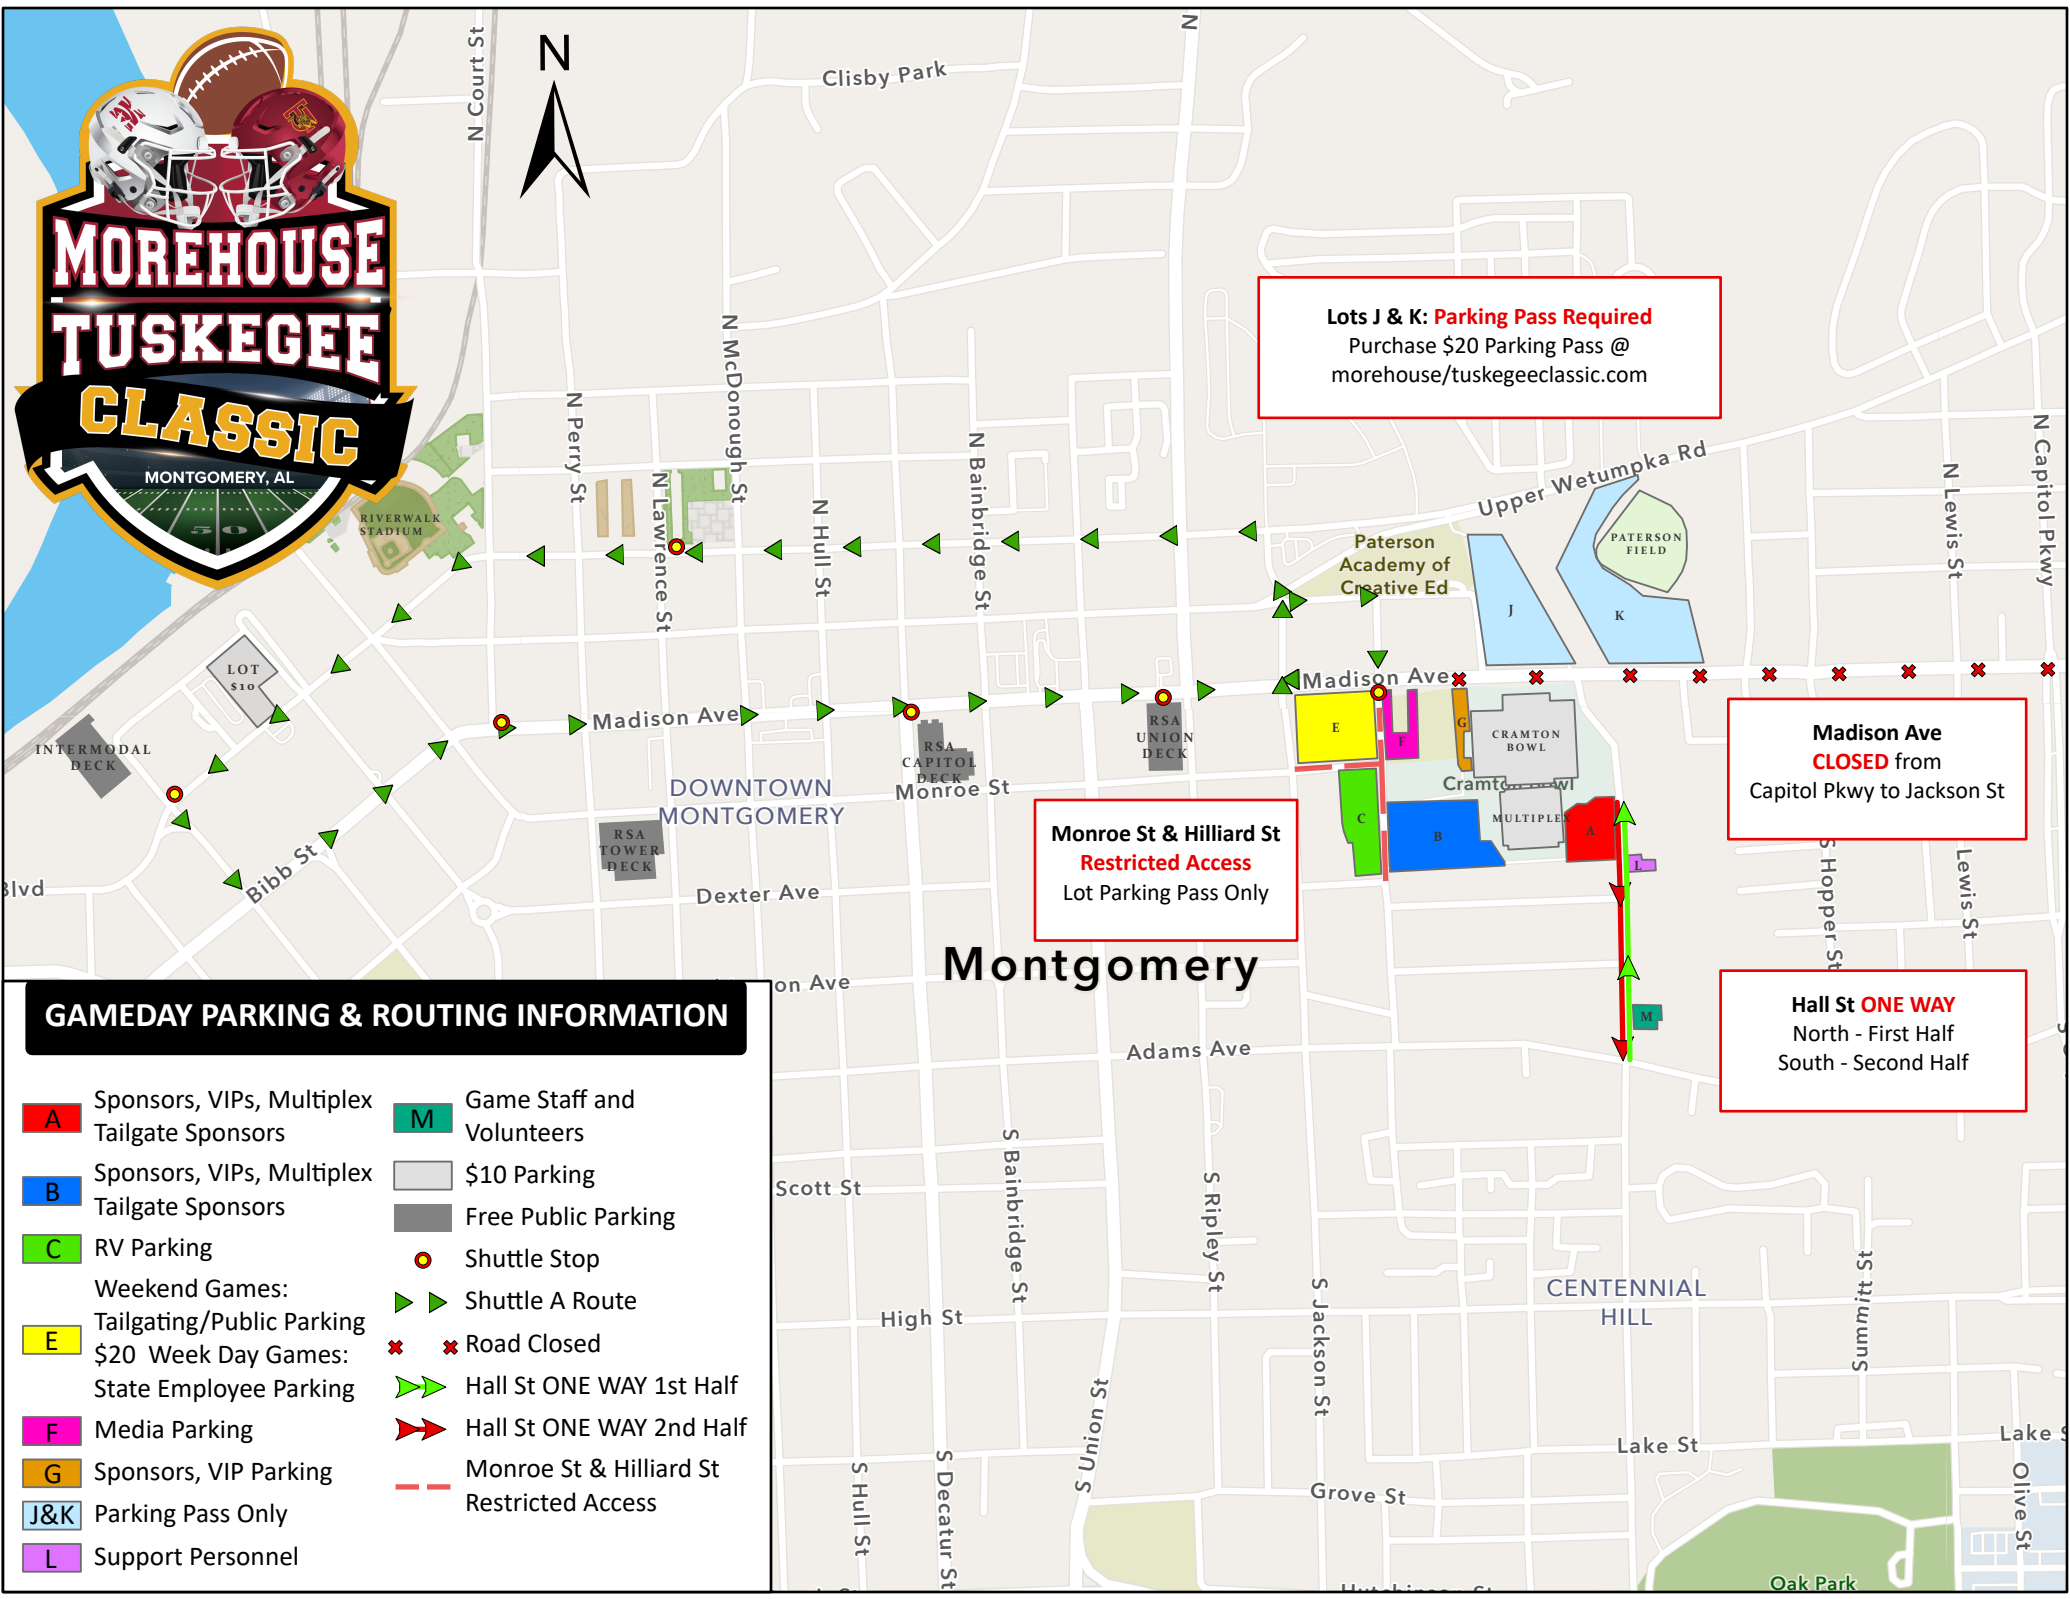 N Court St
N
Clisby Park
N
MOREHOUSE
TUSKEGEE
CLASSIC
MONTGOMERY, AL
50
Lots J & K: Parking Pass Required
Purchase $20 Parking Pass @
morehouse/tuskegeeclassic.com
N McDonough St
N Perry St
N Lawrence St
N Hull St
N Bainbridge St
Upper Wetumpka Rd
N Lewis St
N Capitol Pkwy
RIVERWALK
STADIUM
Paterson
Academy of
Creative Ed
PATERSON
FIELD
J
K
LOT
$10
Madison Ave
Madison Ave
INTERMODAL
DECK
RSA
CAPITOL
DECK
RSA
UNION
DECK
E
F
G
CRAMTON
BOWL
Madison Ave
CLOSED from
Capitol Pkwy to Jackson St
DOWNTOWN
MONTGOMERY
Monroe St
RSA
TOWER
DECK
Monroe St & Hilliard St
Restricted Access
Lot Parking Pass Only
C
B
MULTIPLEX
A
L
Blvd
Bibb St
Dexter Ave
S Hopper St
Lewis St
Montgomery
on Ave
M
Hall St ONE WAY
North - First Half
South - Second Half
Adams Ave
GAMEDAY PARKING & ROUTING INFORMATION
A
Sponsors, VIPs, Multiplex
Tailgate Sponsors
B
Sponsors, VIPs, Multiplex
Tailgate Sponsors
C
RV Parking
E
Weekend Games:
Tailgating/Public Parking
$20 Week Day Games:
State Employee Parking
F
Media Parking
G
Sponsors, VIP Parking
J&K
Parking Pass Only
L
Support Personnel
M
Game Staff and
Volunteers
$10 Parking
Free Public Parking
Shuttle Stop
Shuttle A Route
Road Closed
Hall St ONE WAY 1st Half
Hall St ONE WAY 2nd Half
Monroe St & Hilliard St
Restricted Access
Scott St
S Bainbridge St
S Ripley St
S Jackson St
CENTENNIAL
HILL
Summitt St
High St
S Union St
S Hull St
S Decatur St
Lake St
Lake S
Grove St
Olive St
Oak Park